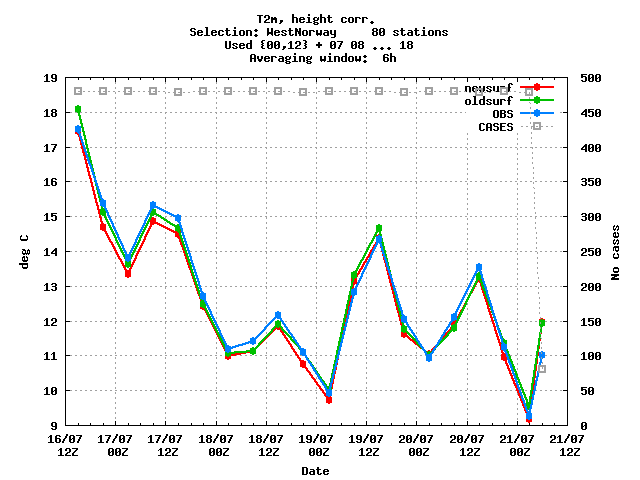 T2m, height corr.
Selection: WestNorway 80 stations
Used {00,12} + 07 08 ... 18
Averaging window: 6h
newsurf
oldsurf
OBS
CASES
19
18
17
16
15
14
13
12
11
10
9
deg C
500
450
400
350
300
250
200
150
100
50
0
No cases
16/07 17/07 17/07 18/07 18/07 19/07 19/07 20/07 20/07 21/07 21/07
12Z 00Z 12Z 00Z 12Z 00Z 12Z 00Z 12Z 00Z 12Z
Date